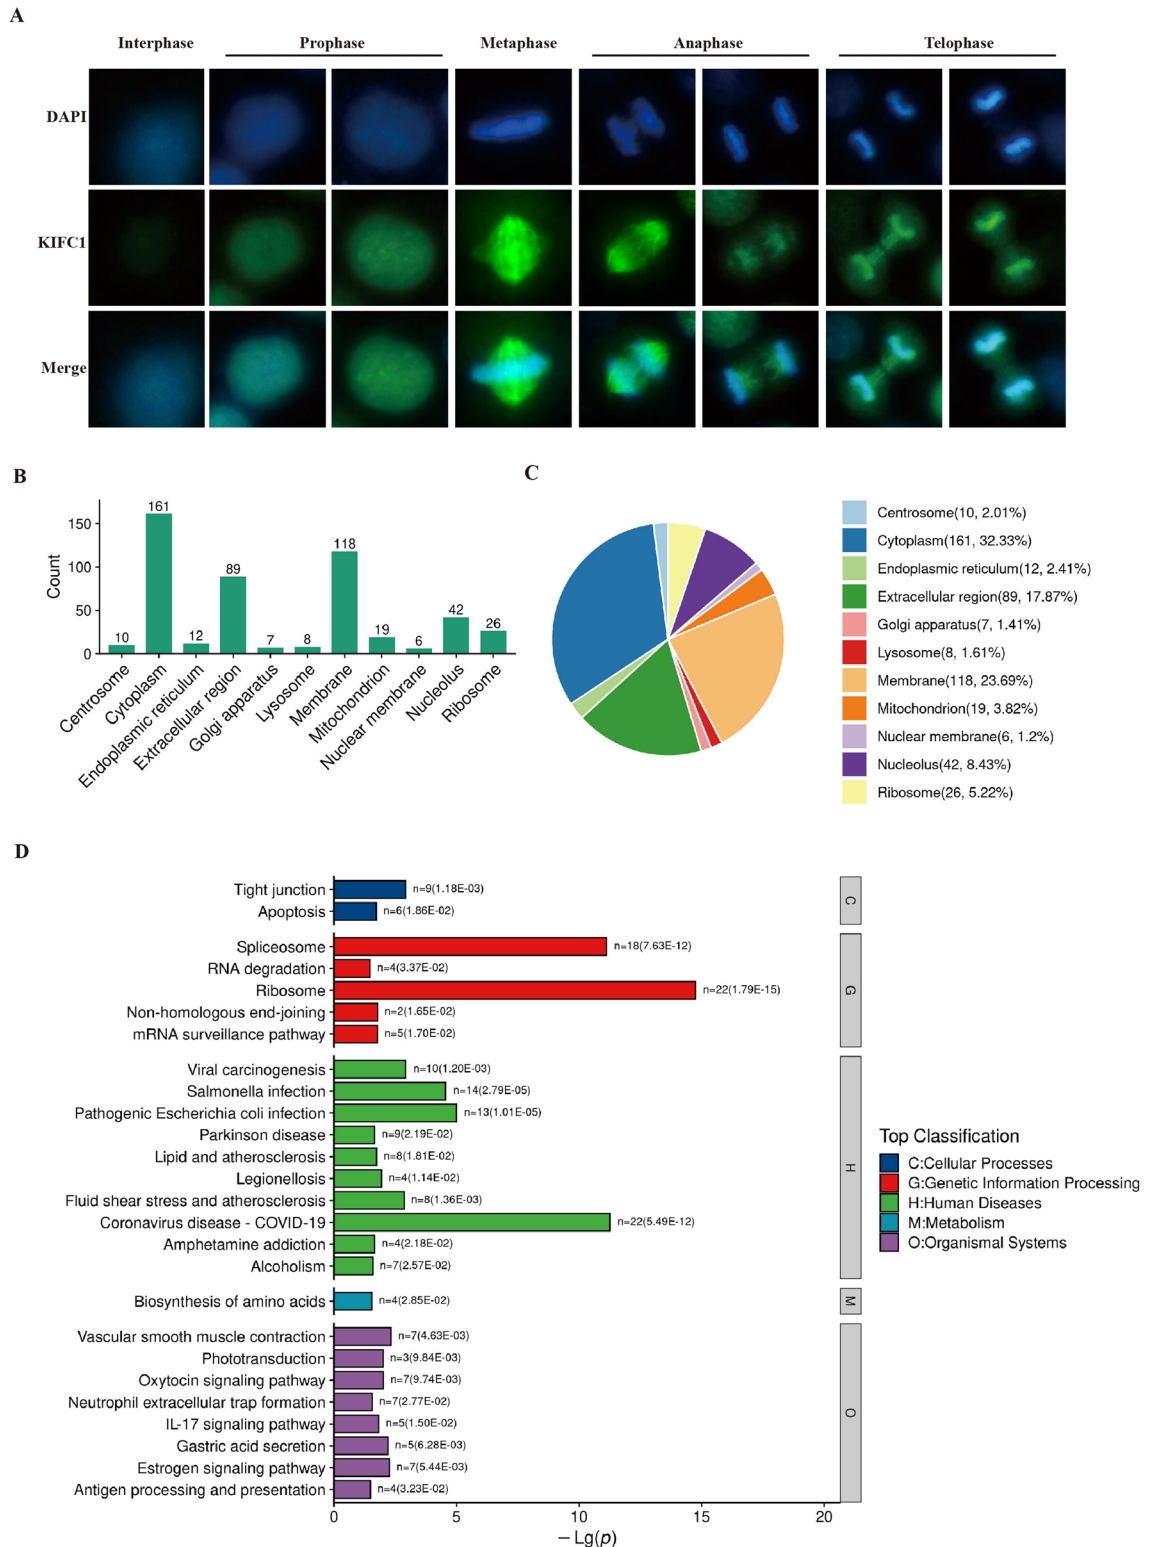 A
Interphase Prophase Metaphase Anaphase Telophase
DAPI
KIFC1
Merge
B
Count
150
100
50
0
10 161 12 89 7 8 118 19 6 42 26
Centrosome
Cytoplasm
Endoplasmic reticulum
Extracellular region
Golgi apparatus
Lysosome
Membrane
Mitochondrion
Nuclear membrane
Nucleolus
Ribosome
C
Centrosome(10, 2.01%)
Cytoplasm(161, 32.33%)
Endoplasmic reticulum(12, 2.41%)
Extracellular region(89, 17.87%)
Golgi apparatus(7, 1.41%)
Lysosome(8, 1.61%)
Membrane(118, 23.69%)
Mitochondrion(19, 3.82%)
Nuclear membrane(6, 1.2%)
Nucleolus(42, 8.43%)
Ribosome(26, 5.22%)
D
Tight junction n=9(1.18E-03)
Apoptosis n=6(1.86E-02)
C
Spliceosome n=18(7.63E-12)
RNA degradation n=4(3.37E-02)
Ribosome n=22(1.79E-15)
Non-homologous end-joining n=2(1.65E-02)
mRNA surveillance pathway n=5(1.70E-02)
G
Viral carcinogenesis n=10(1.20E-03)
Salmonella infection n=14(2.79E-05)
Pathogenic Escherichia coli infection n=13(1.01E-05)
Parkinson disease n=9(2.19E-02)
Lipid and atherosclerosis n=8(1.81E-02)
Legionellosis n=4(1.14E-02)
Fluid shear stress and atherosclerosis n=8(1.36E-03)
Coronavirus disease - COVID-19 n=22(5.49E-12)
Amphetamine addiction n=4(2.18E-02)
Alcoholism n=7(2.57E-02)
H
Biosynthesis of amino acids n=4(2.85E-02)
M
Vascular smooth muscle contraction n=7(4.63E-03)
Phototransduction n=3(9.84E-03)
Oxytocin signaling pathway n=7(9.74E-03)
Neutrophil extracellular trap formation n=7(2.77E-02)
IL-17 signaling pathway n=5(1.50E-02)
Gastric acid secretion n=5(6.28E-03)
Estrogen signaling pathway n=7(5.44E-03)
Antigen processing and presentation n=4(3.23E-02)
O
0 5 10 15 20
− Lg(p)
Top Classification
C:Cellular Processes
G:Genetic Information Processing
H:Human Diseases
M:Metabolism
O:Organismal Systems